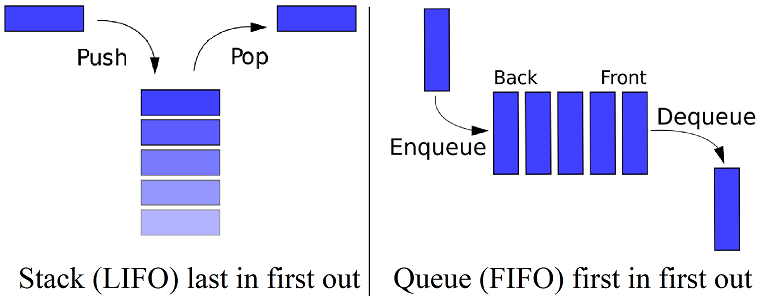 Push
Pop
Stack (LIFO) last in first out
Back
Front
Enqueue
Dequeue
Queue (FIFO) first in first out